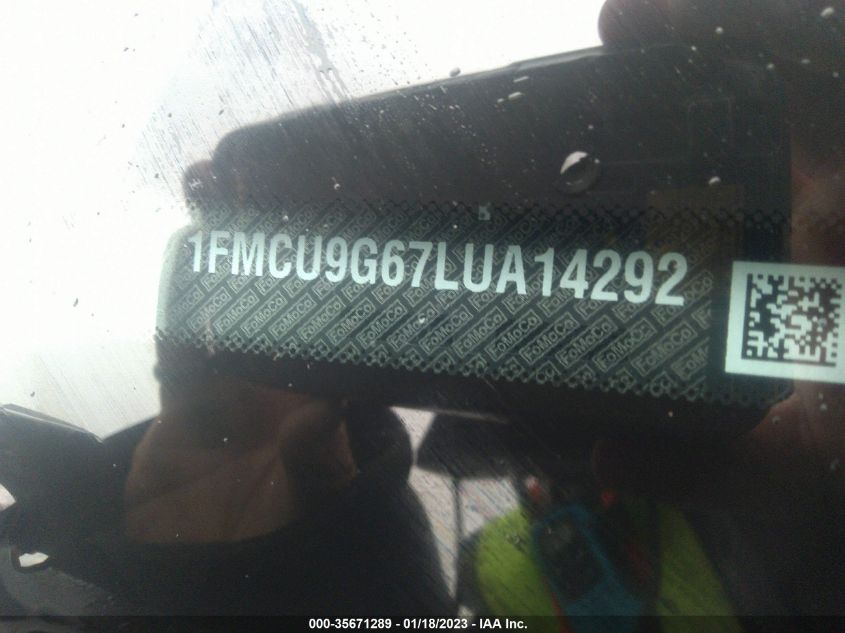 1FMCU9G67LUA14292
000-35671289 - 01/18/2023 - IAA Inc.